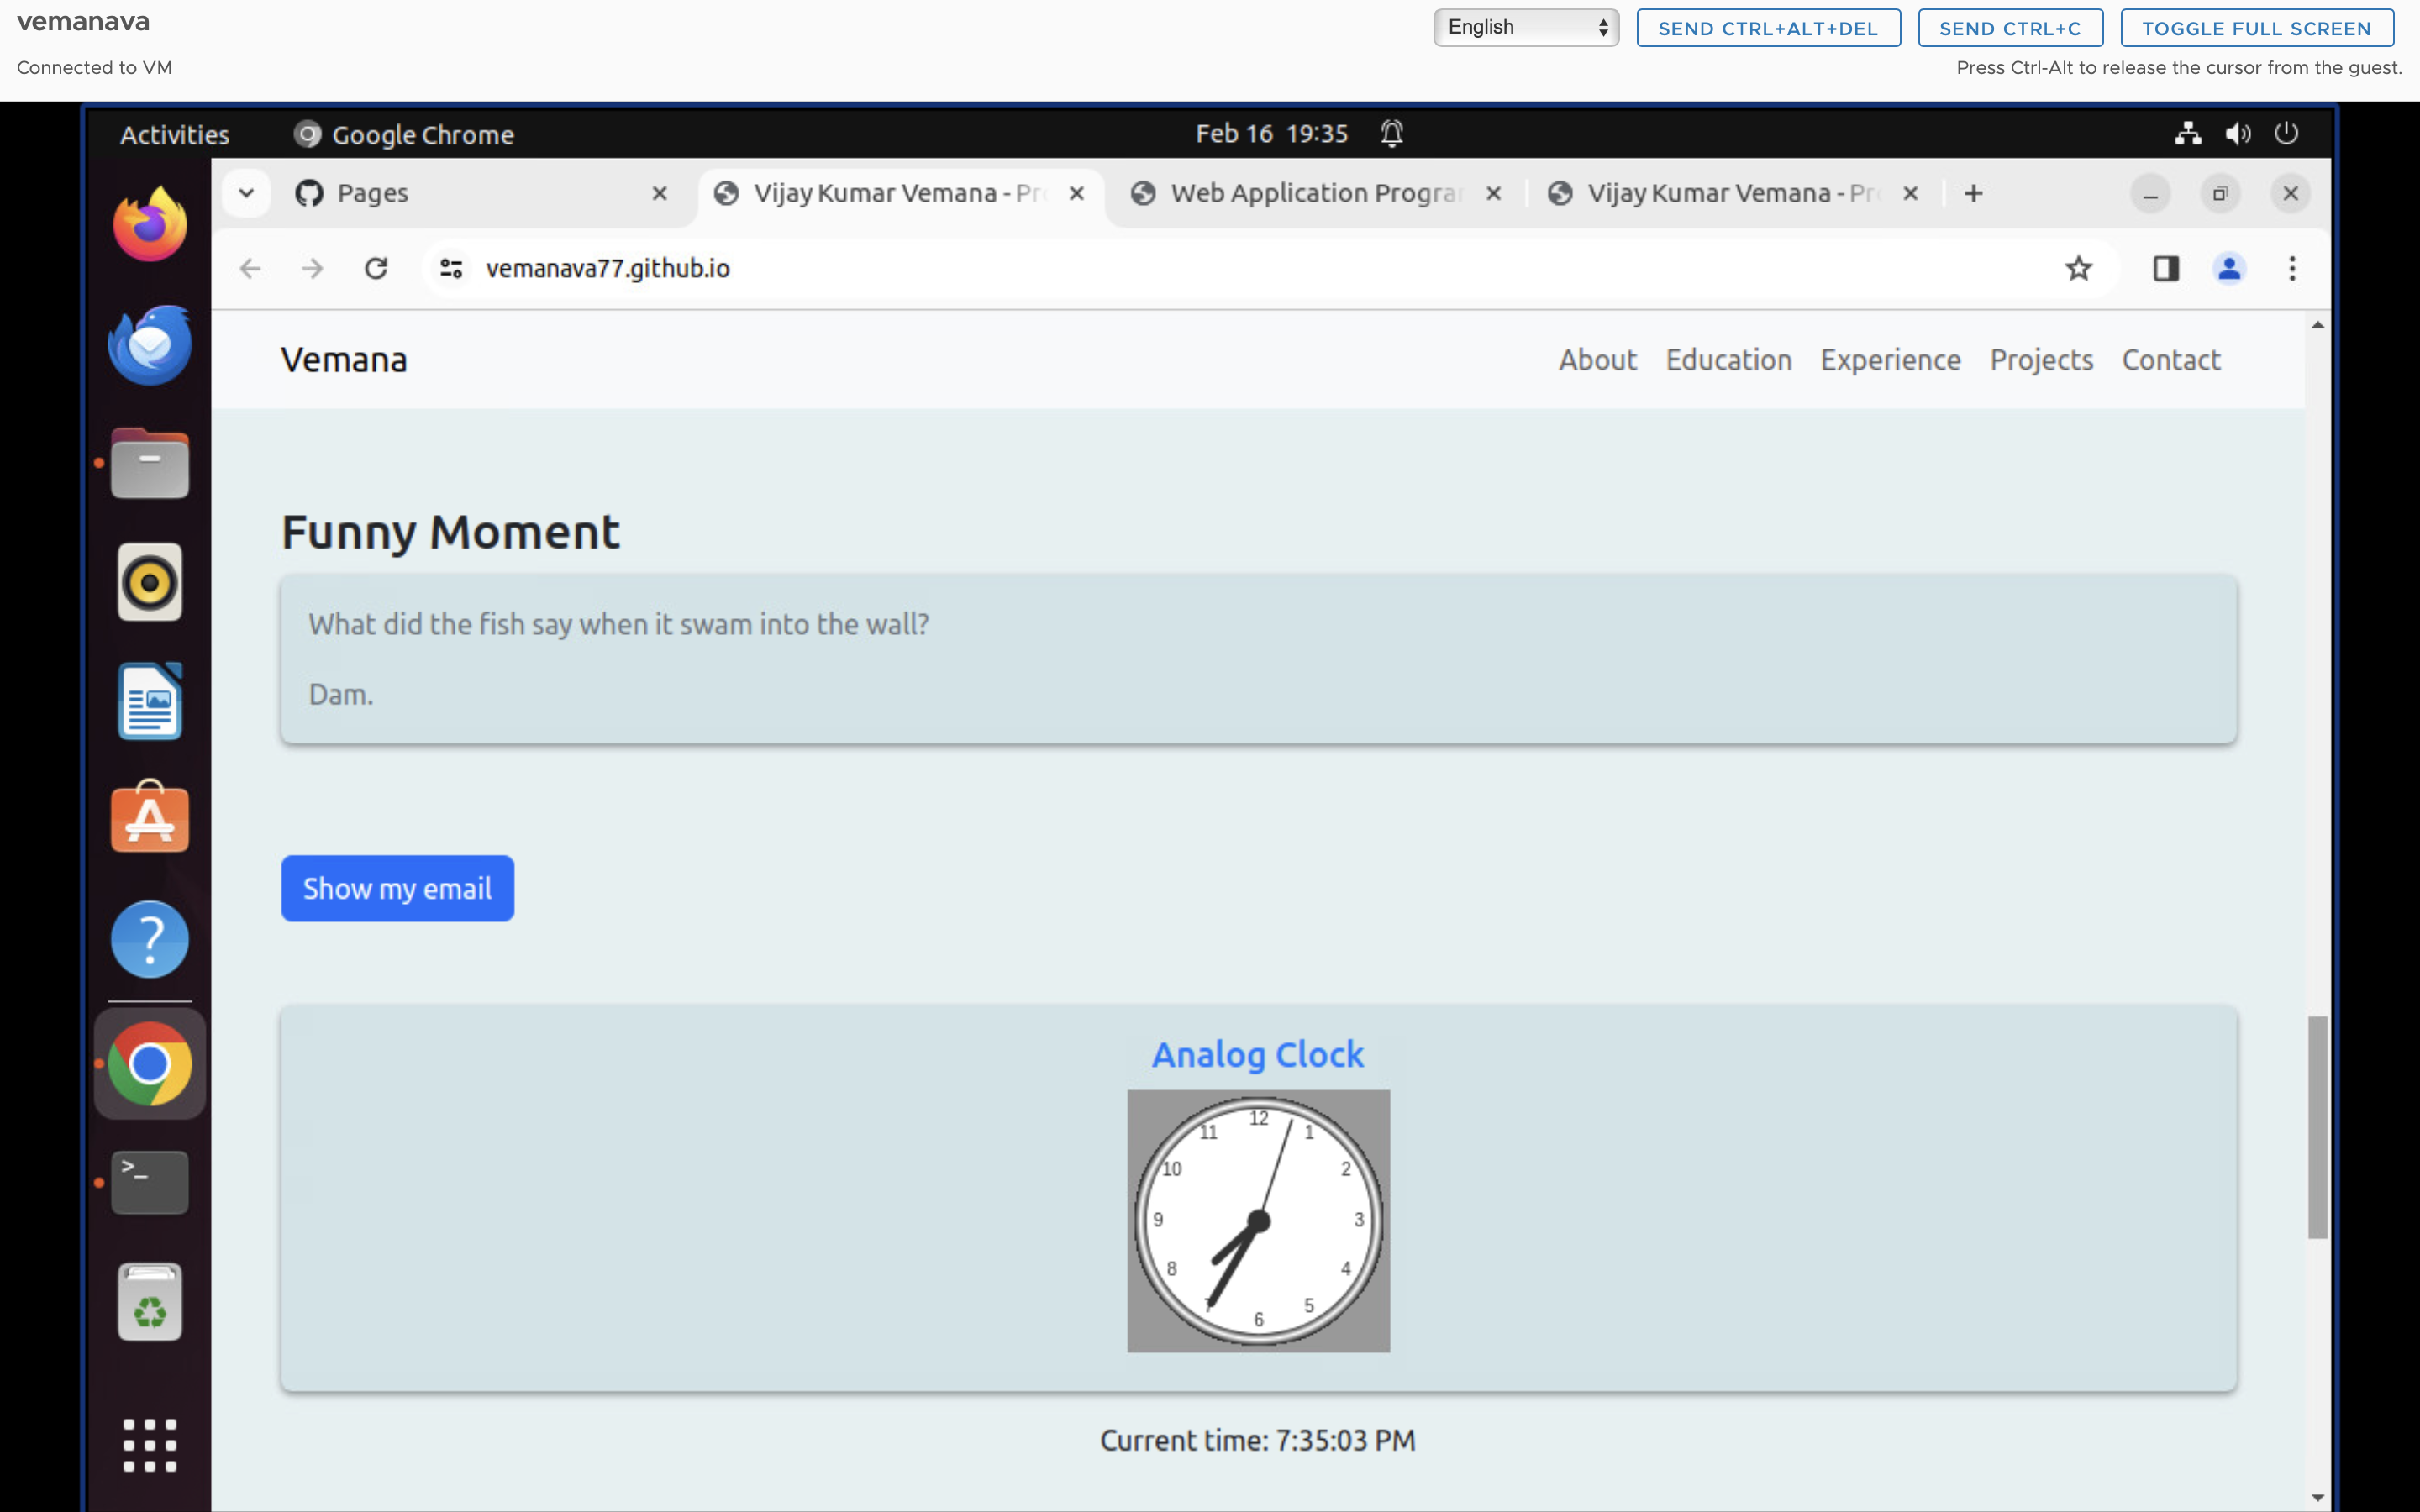 vemanava
English
SEND CTRL+ALT+DEL
SEND CTRL+C
TOGGLE FULL SCREEN
Connected to VM
Press Ctrl-Alt to release the cursor from the guest.
Activities
Google Chrome
Feb 16 19:35
Pages
Vijay Kumar Vemana - Pr
Web Application Progra
Vijay Kumar Vemana - Pr
vemanava77.github.io
Vemana
About
Education
Experience
Projects
Contact
Funny Moment
What did the fish say when it swam into the wall?
Dam.
Show my email
Analog Clock
12
1
2
3
4
5
6
7
8
9
10
11
Current time: 7:35:03 PM